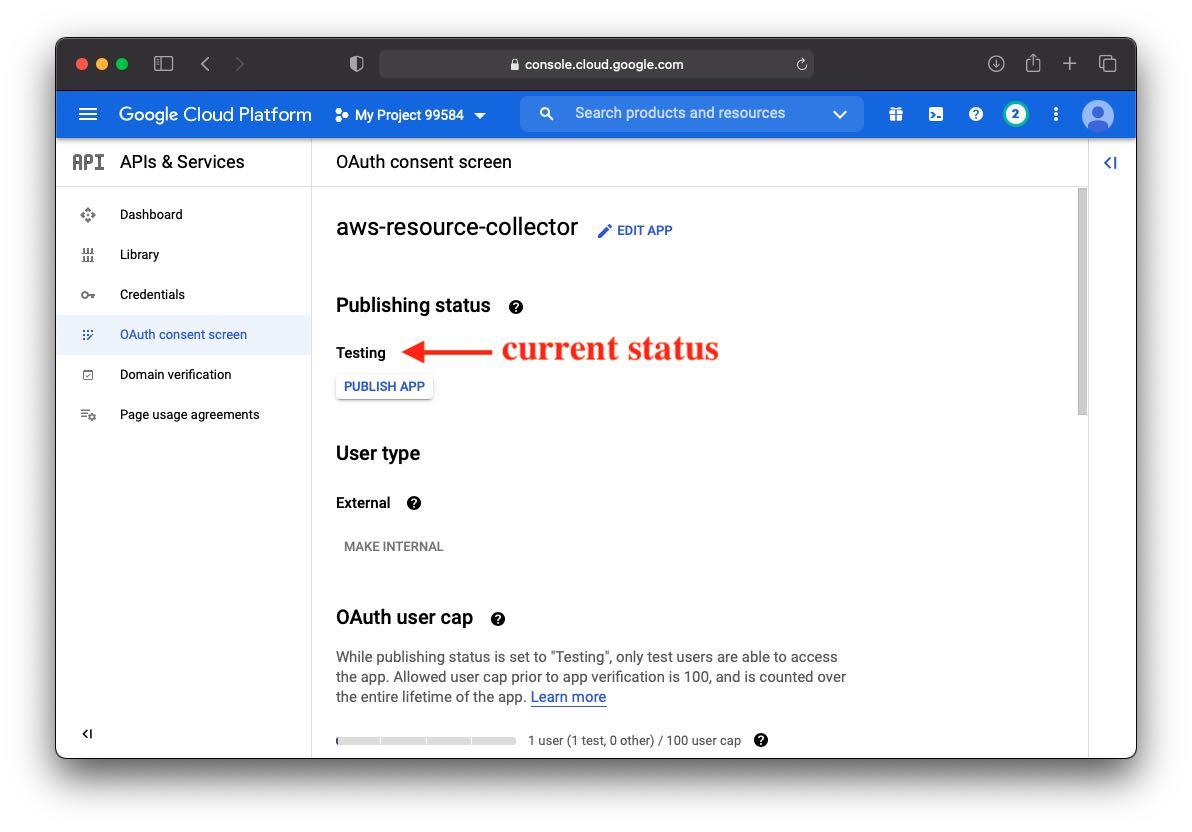 console.cloud.google.com
Google Cloud Platform
My Project 99584
Search products and resources
2
API APIs & Services
OAuth consent screen
Dashboard
Library
Credentials
OAuth consent screen
Domain verification
Page usage agreements
aws-resource-collector
EDIT APP
Publishing status
Testing
current status
PUBLISH APP
User type
External
MAKE INTERNAL
OAuth user cap
While publishing status is set to "Testing", only test users are able to access
the app. Allowed user cap prior to app verification is 100, and is counted over
the entire lifetime of the app. Learn more
1 user (1 test, 0 other) / 100 user cap